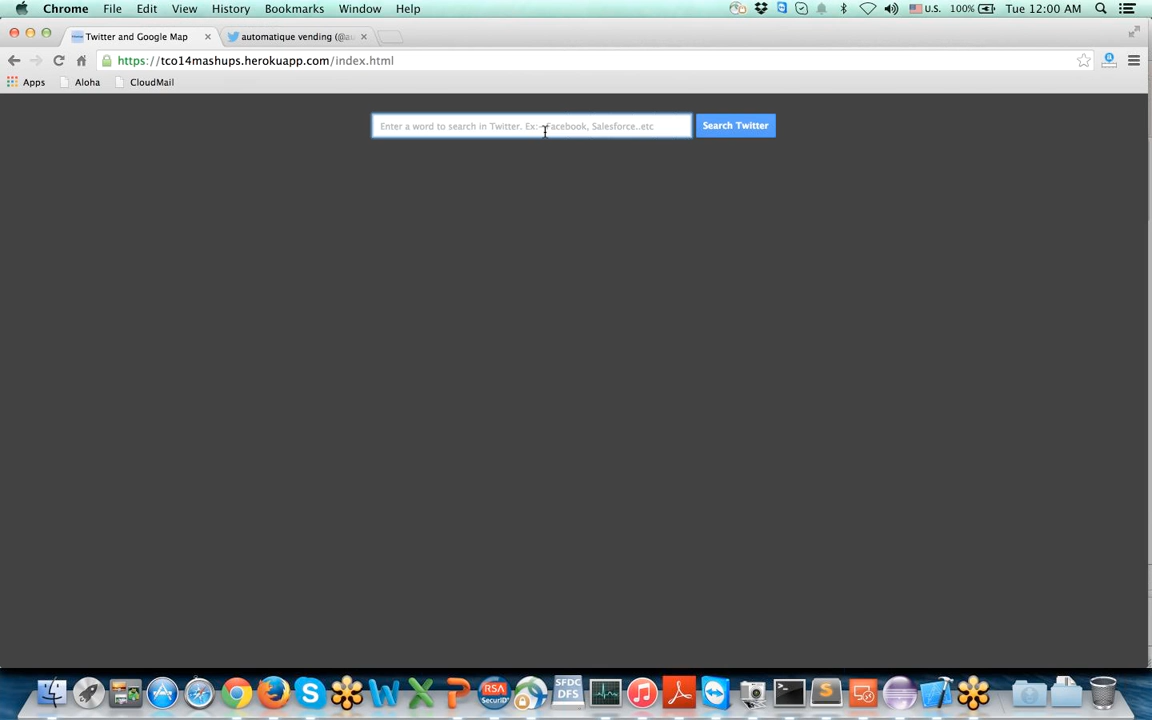 Chrome File Edit View History Bookmarks Window Help U.S. 100% Tue 12:00 AM
Twitter and Google Map automatique vending (@au
https://tco14mashups.herokuapp.com/index.html
Apps Aloha CloudMail
Enter a word to search in Twitter. Ex:- Facebook, Salesforce..etc Search Twitter
RSA SecurID SFDC DFS